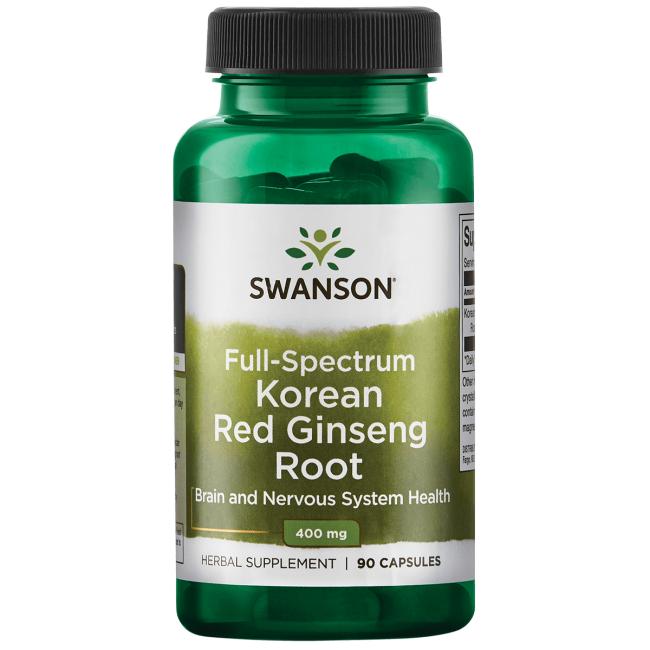 SWANSON®
Full-Spectrum
Korean
Red Ginseng
Root
Brain and Nervous System Health
400 mg
HERBAL SUPPLEMENT | 90 CAPSULES